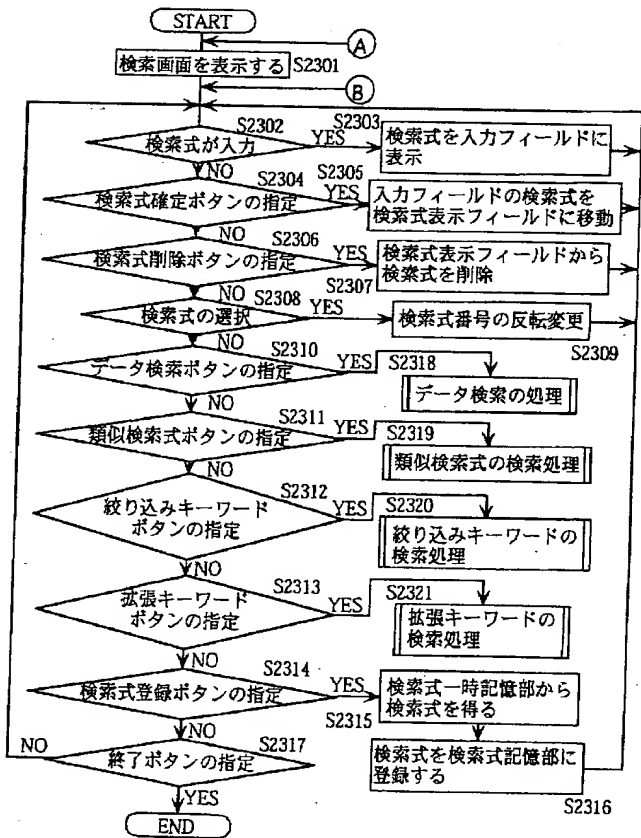 START
A
検索画面を表示する S2301
B
検索式が入力 S2302 YES S2303 検索式を入力フィールドに
表示
NO
検索式確定ボタンの指定 S2304 YES S2305 入力フィールドの検索式を
検索式表示フィールドに移動
NO
検索式削除ボタンの指定 S2306 YES S2307 検索式表示フィールドから
検索式を削除
NO
検索式の選択 S2308 YES 検索式番号の反転変更 S2309
NO
データ検索ボタンの指定 S2310 YES S2318 データ検索の処理
NO
類似検索式ボタンの指定 S2311 YES S2319 類似検索式の検索処理
NO
絞り込みキーワード
ボタンの指定 S2312 YES S2320 絞り込みキーワードの
検索処理
NO
拡張キーワード
ボタンの指定 S2313 YES S2321 拡張キーワードの
検索処理
NO
検索式登録ボタンの指定 S2314 YES S2315 検索式一時記憶部から
検索式を得る
NO
検索式を検索式記憶部に
登録する S2316
NO 終了ボタンの指定 S2317
YES
END